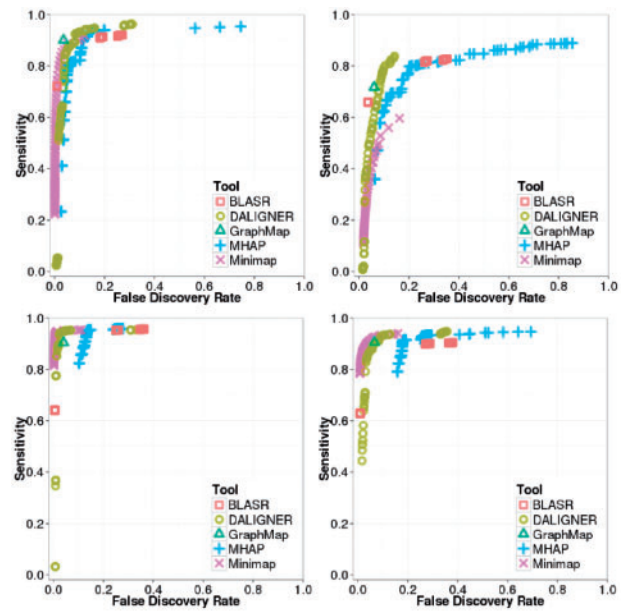 Sensitivity
1.0
0.8
0.6
0.4
0.2
0.0
Tool
BLASR
DALIGNER
GraphMap
MHAP
Minimap
0.0 0.2 0.4 0.6 0.8 1.0
False Discovery Rate
Sensitivity
1.0
0.8
0.6
0.4
0.2
0.0
Tool
BLASR
DALIGNER
GraphMap
MHAP
Minimap
0.0 0.2 0.4 0.6 0.8 1.0
False Discovery Rate
Sensitivity
1.0
0.8
0.6
0.4
0.2
0.0
Tool
BLASR
DALIGNER
GraphMap
MHAP
Minimap
0.0 0.2 0.4 0.6 0.8 1.0
False Discovery Rate
Sensitivity
1.0
0.8
0.6
0.4
0.2
0.0
Tool
BLASR
DALIGNER
GraphMap
MHAP
Minimap
0.0 0.2 0.4 0.6 0.8 1.0
False Discovery Rate